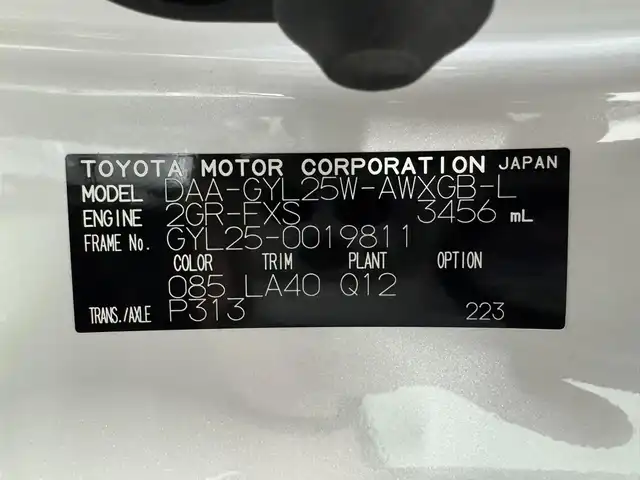 TOYOTA MOTOR CORPORATION JAPAN
MODEL DAA-GYL25W-AWXGB-L
ENGINE 2GR-FXS 3456 mL
FRAME No. GYL25-0019811
COLOR TRIM PLANT OPTION
085 LA40 Q12
TRANS./AXLE P313 223